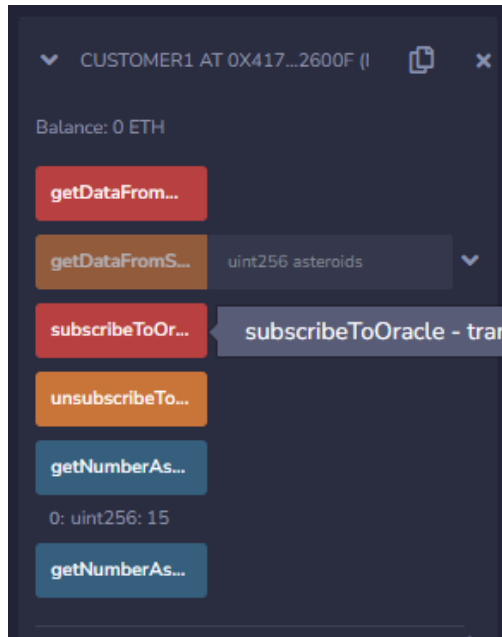 CUSTOMER1 AT 0X417...2600F (I
Balance: 0 ETH
getDataFrom...
getDataFromS... uint256 asteroids
subscribeToOr... subscribeToOracle - tran
unsubscribeTo...
getNumberAs...
0: uint256: 15
getNumberAs...